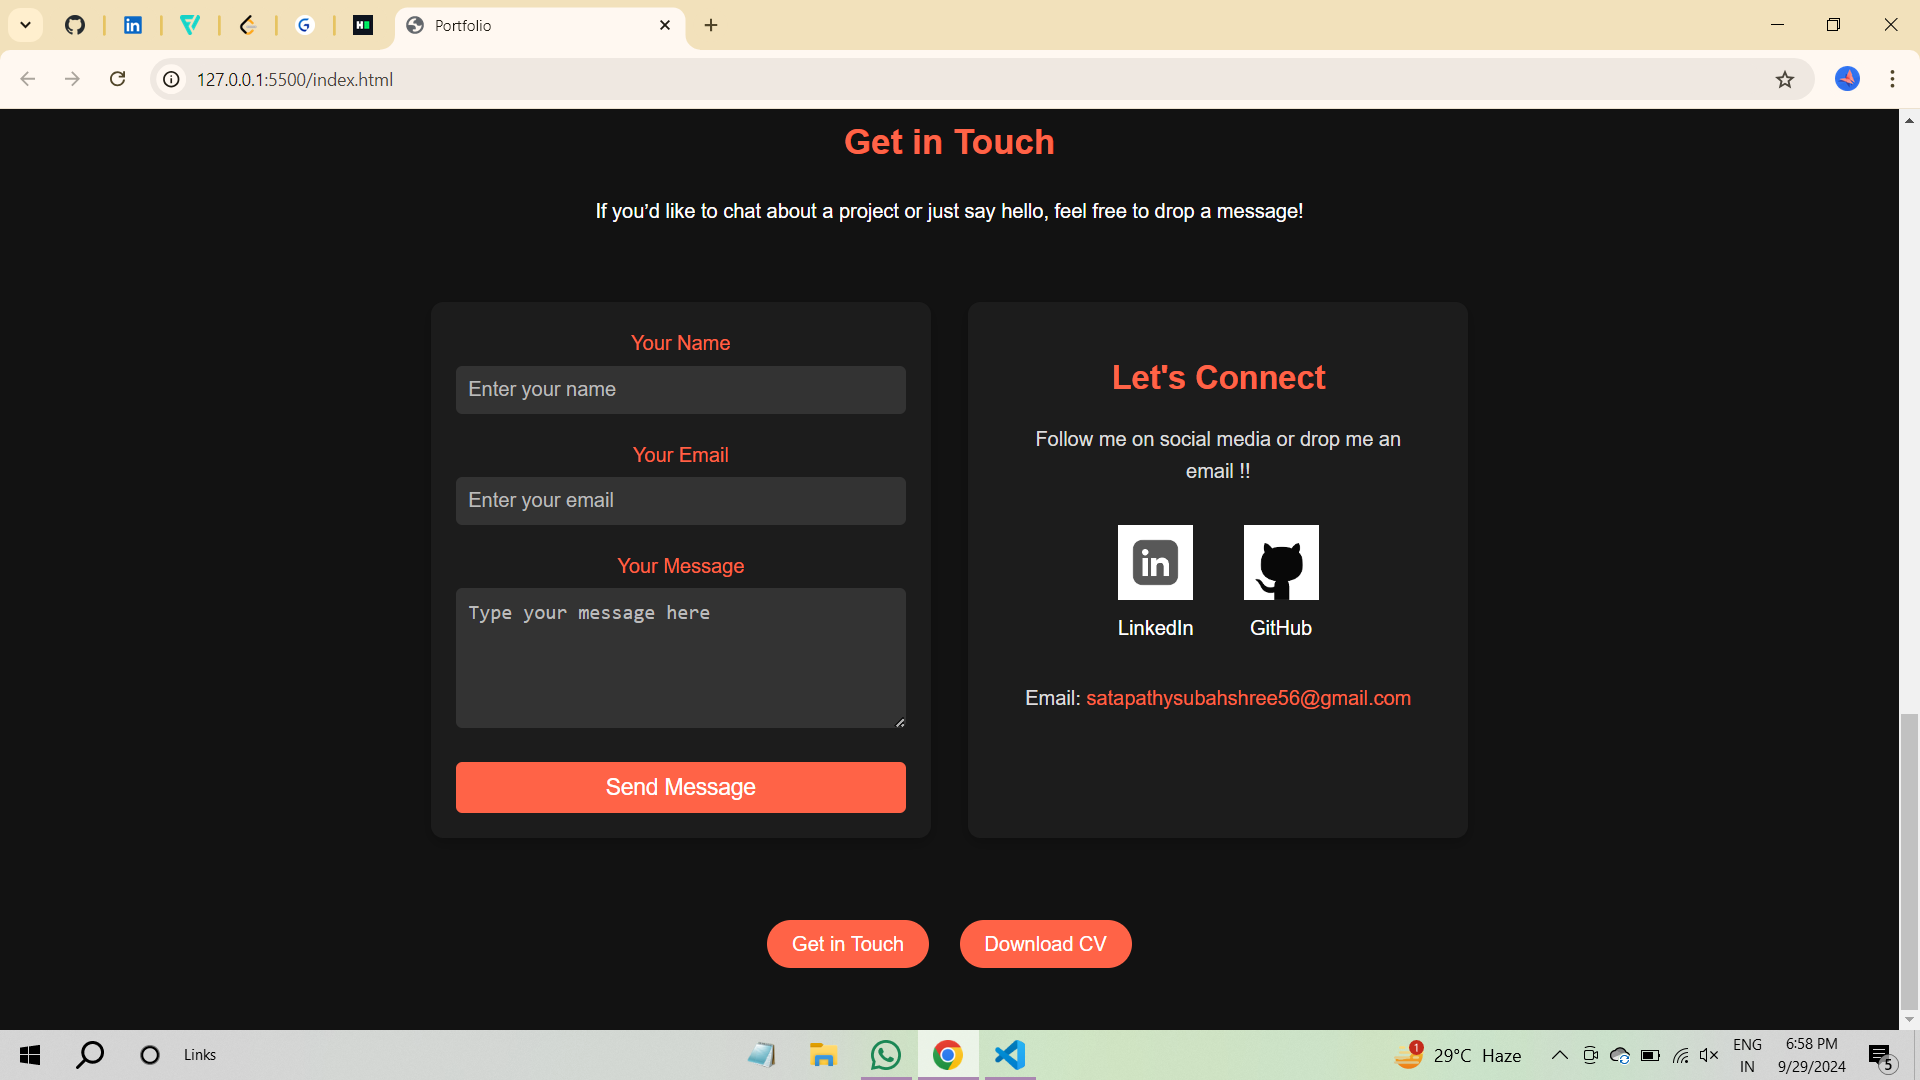 Portfolio
127.0.0.1:5500/index.html
Get in Touch
If you’d like to chat about a project or just say hello, feel free to drop a message!
Your Name
Enter your name
Your Email
Enter your email
Your Message
Type your message here
Send Message
Let's Connect
Follow me on social media or drop me an
email !!
in
LinkedIn
GitHub
Email: satapathysubahshree56@gmail.com
Get in Touch
Download CV
Links
1
29°C Haze
ENG
IN
6:58 PM
9/29/2024
5